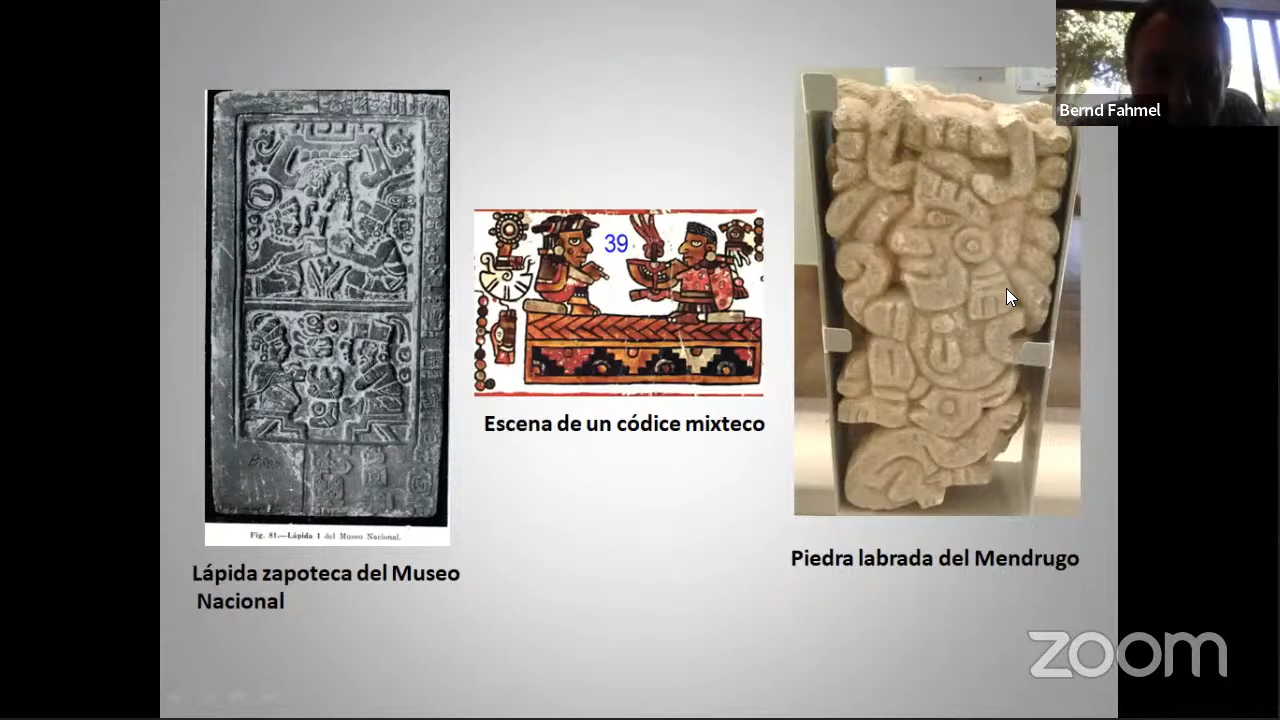 Bernd Fahmel
39
Escena de un códice mixteco
Fig. 81.—Lápida 1 del Museo Nacional.
Lápida zapoteca del Museo
Nacional
Piedra labrada del Mendrugo
zoom